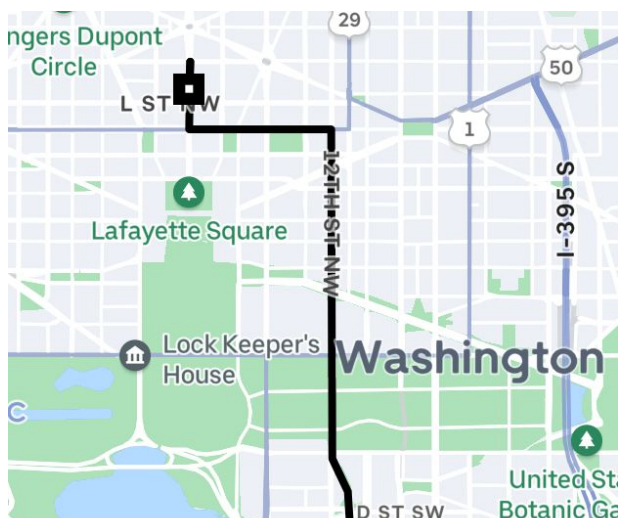 29
ngers Dupont
Circle
50
L ST NW
1
12TH ST NW
I-395 S
Lafayette Square
Lock Keeper's
House
Washington
C
United Sta
Botanic Ga
D ST SW